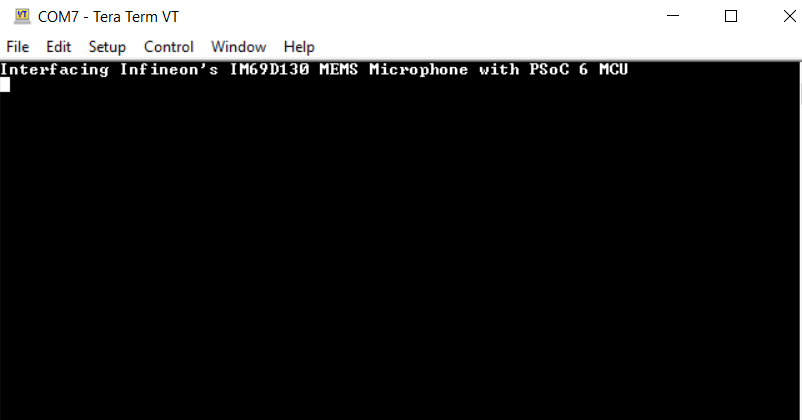 COM7 - Tera Term VT
File Edit Setup Control Window Help
Interfacing Infineon's IM69D130 MEMS Microphone with PSoC 6 MCU